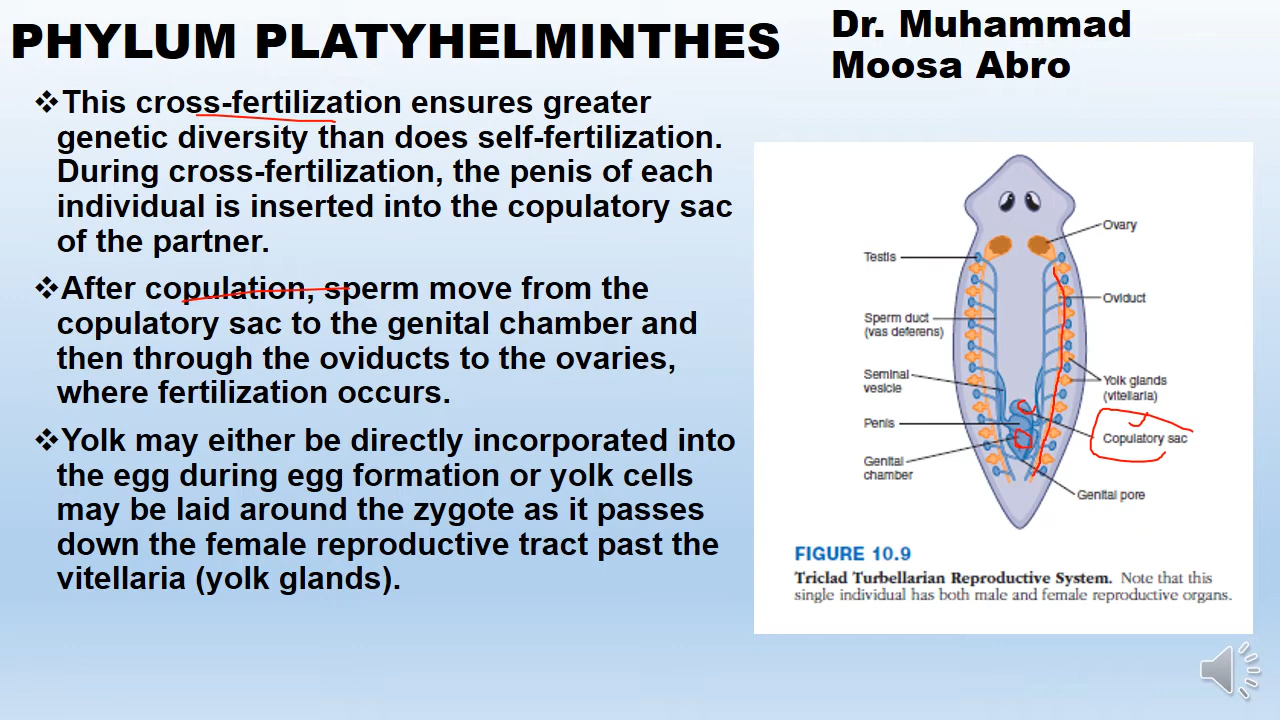 PHYLUM PLATYHELMINTHES
Dr. Muhammad
Moosa Abro
❖This cross-fertilization ensures greater
genetic diversity than does self-fertilization.
During cross-fertilization, the penis of each
individual is inserted into the copulatory sac
of the partner.
❖After copulation, sperm move from the
copulatory sac to the genital chamber and
then through the oviducts to the ovaries,
where fertilization occurs.
❖Yolk may either be directly incorporated into
the egg during egg formation or yolk cells
may be laid around the zygote as it passes
down the female reproductive tract past the
vitellaria (yolk glands).
Testis
Sperm duct
(vas deferens)
Seminal
vesicle
Penis
Genital
chamber
Ovary
Oviduct
Yolk glands
(vitellaria)
Copulatory sac
Genital pore
FIGURE 10.9
Triclad Turbellarian Reproductive System. Note that this
single individual has both male and female reproductive organs.